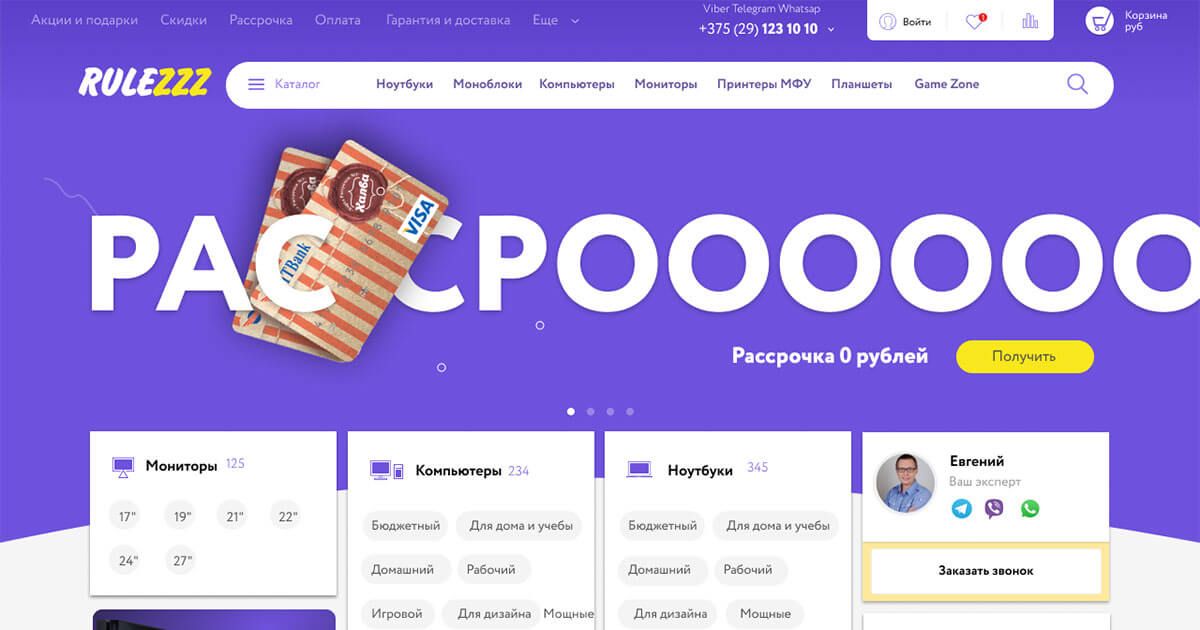 Акции и подарки Скидки Рассрочка Оплата Гарантия и доставка Еще
Viber Telegram Whatsap
+375 (29) 123 10 10
Войти
1
Корзина
руб
RULEZZZ
Каталог Ноутбуки Моноблоки Компьютеры Мониторы Принтеры МФУ Планшеты Game Zone
Халва
VISA
РАССРОООООО
Рассрочка 0 рублей
Получить
Мониторы 125
17" 19" 21" 22"
24" 27"
Компьютеры 234
Бюджетный Для дома и учебы
Домашний Рабочий
Игровой Для дизайна Мощные
Ноутбуки 345
Бюджетный Для дома и учебы
Домашний Рабочий
Для дизайна Мощные
Евгений
Ваш эксперт
Заказать звонок